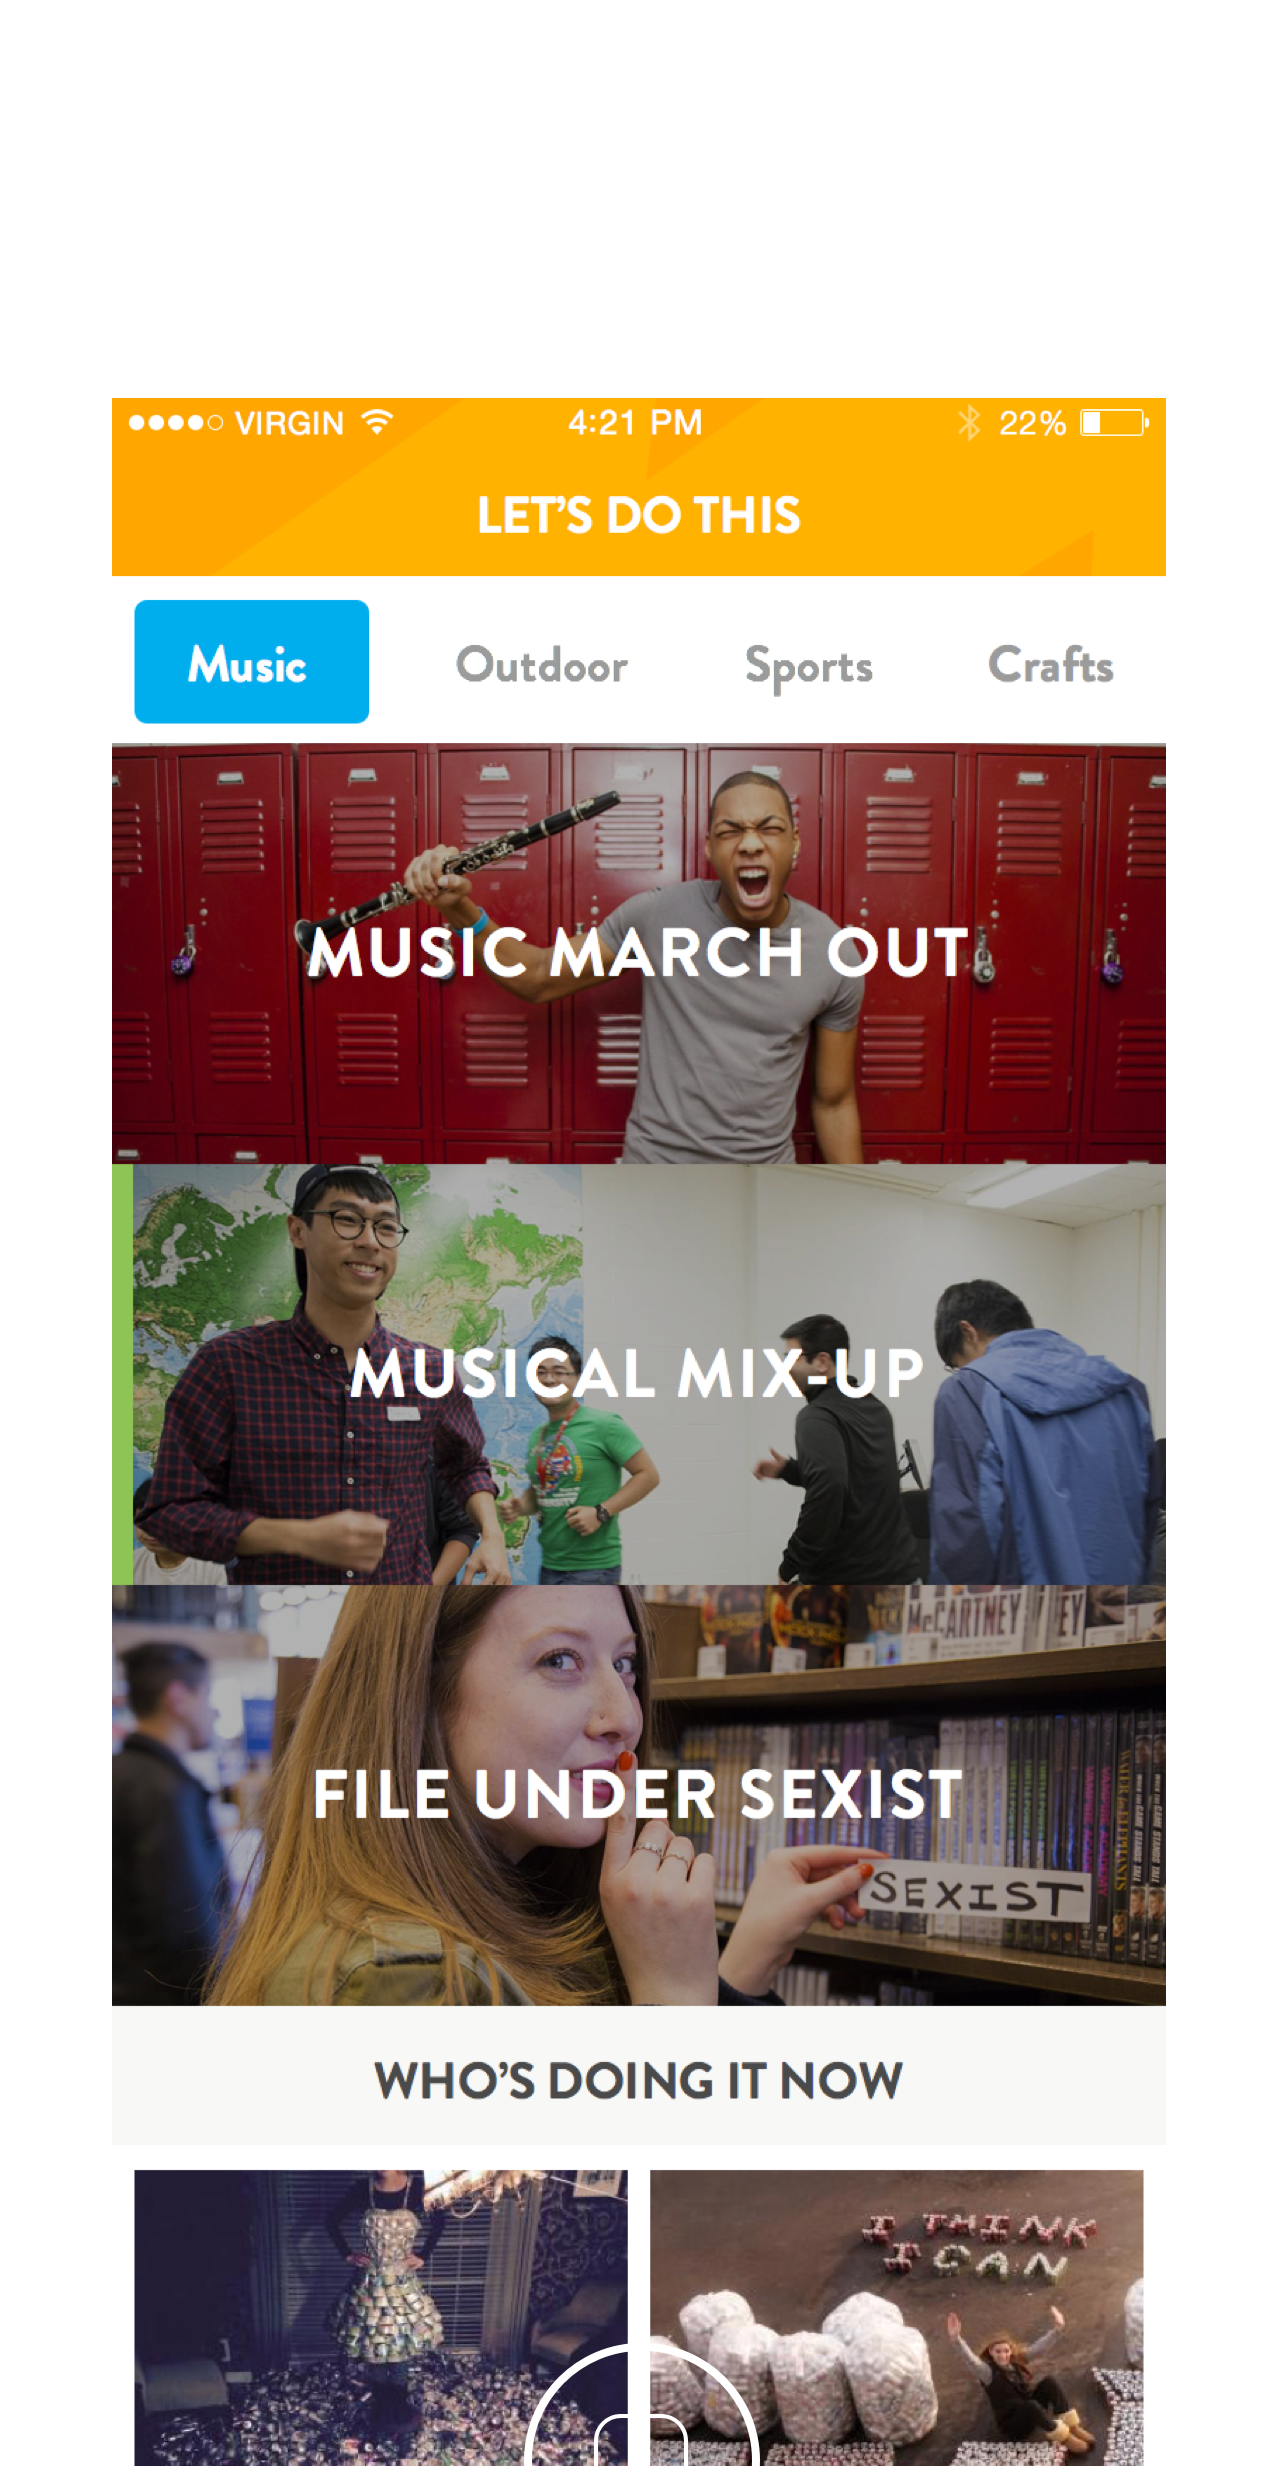 VIRGIN 4:21 PM 22%
LET'S DO THIS
Music Outdoor Sports Crafts
MUSIC MARCH OUT
MUSICAL MIX-UP
McCARTNEY
FILE UNDER SEXIST
SEXIST
WHO'S DOING IT NOW
I THINK
I CAN